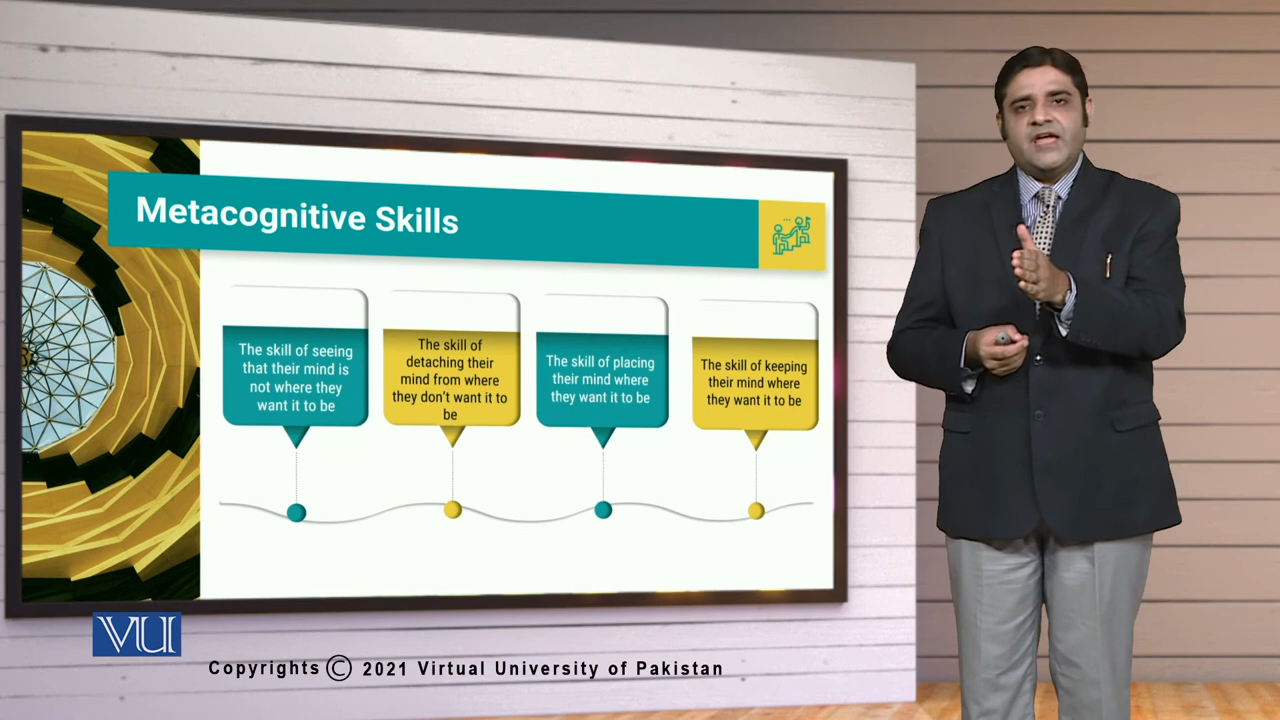 Metacognitive Skills
The skill of seeing
that their mind is
not where they
want it to be
The skill of
detaching their
mind from where
they don't want it to
be
The skill of placing
their mind where
they want it to be
The skill of keeping
their mind where
they want it to be
VU
Copyrights © 2021 Virtual University of Pakistan